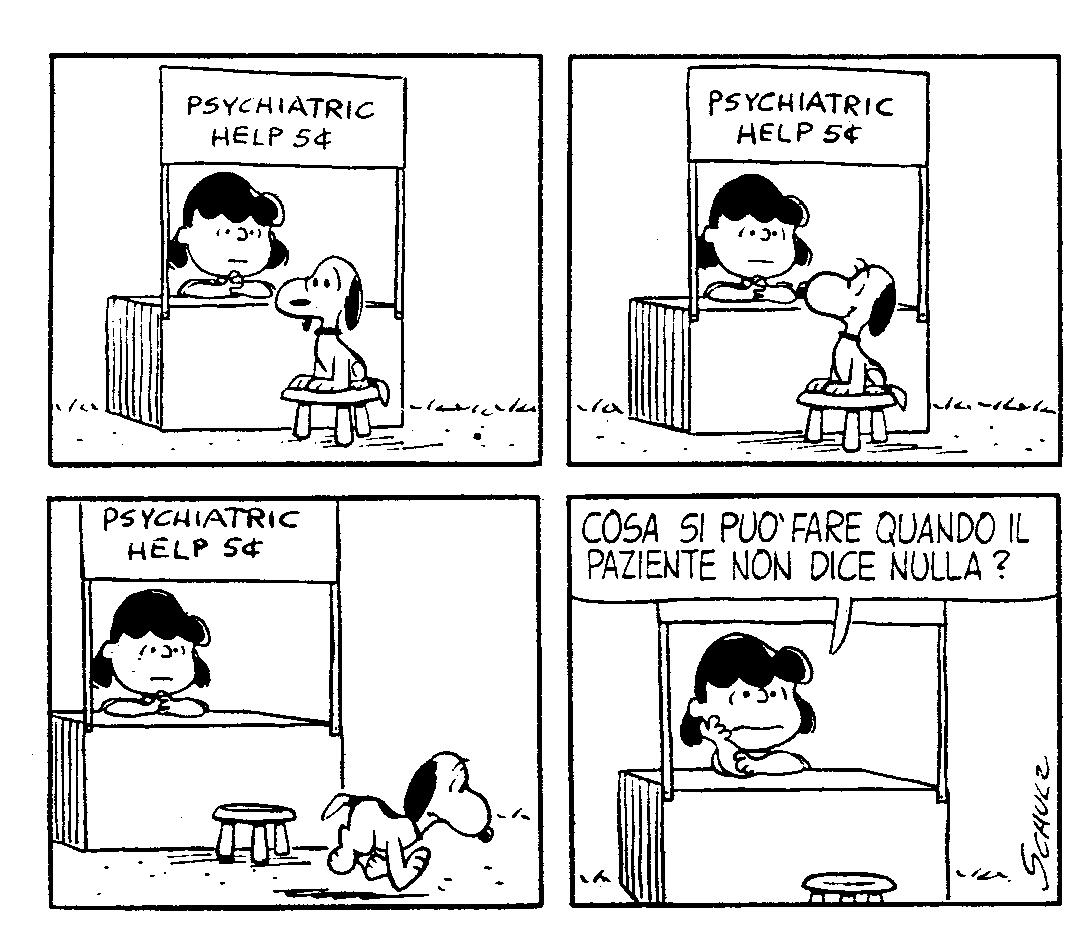 PSYCHIATRIC
HELP 5¢
PSYCHIATRIC
HELP 5¢
PSYCHIATRIC
HELP 5¢
COSA SI PUO' FARE QUANDO IL
PAZIENTE NON DICE NULLA?
SCHULZ